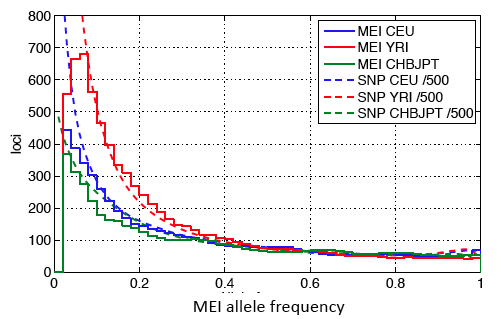 800
700
600
500
400
300
200
100
0
loci
MEI CEU
MEI YRI
MEI CHBJPT
SNP CEU /500
SNP YRI /500
SNP CHBJPT /500
0 0.2 0.4 0.6 0.8 1
MEI allele frequency